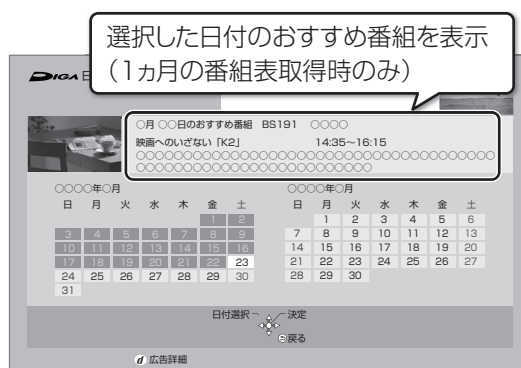 選択した日付のおすすめ番組を表示
（1ヵ月の番組表取得時のみ）
DIGA 日
○月 ○○日のおすすめ番組 BS191 ○○○○
映画へのいざない「K2」 14:35～16:15
○○○○○○○○○○○○○○○○○○○○○○○○○○○○○○
○○○○○○○○○○○○○○○○○○○○
○○○○年○月
日 月 火 水 木 金 土
1 2
3 4 5 6 7 8 9
10 11 12 13 14 15 16
17 18 19 20 21 22 23
24 25 26 27 28 29 30
31
○○○○年○月
日 月 火 水 木 金 土
1 2 3 4 5 6
7 8 9 10 11 12 13
14 15 16 17 18 19 20
21 22 23 24 25 26 27
28 29 30
日付選択 決定
戻る
d 広告詳細